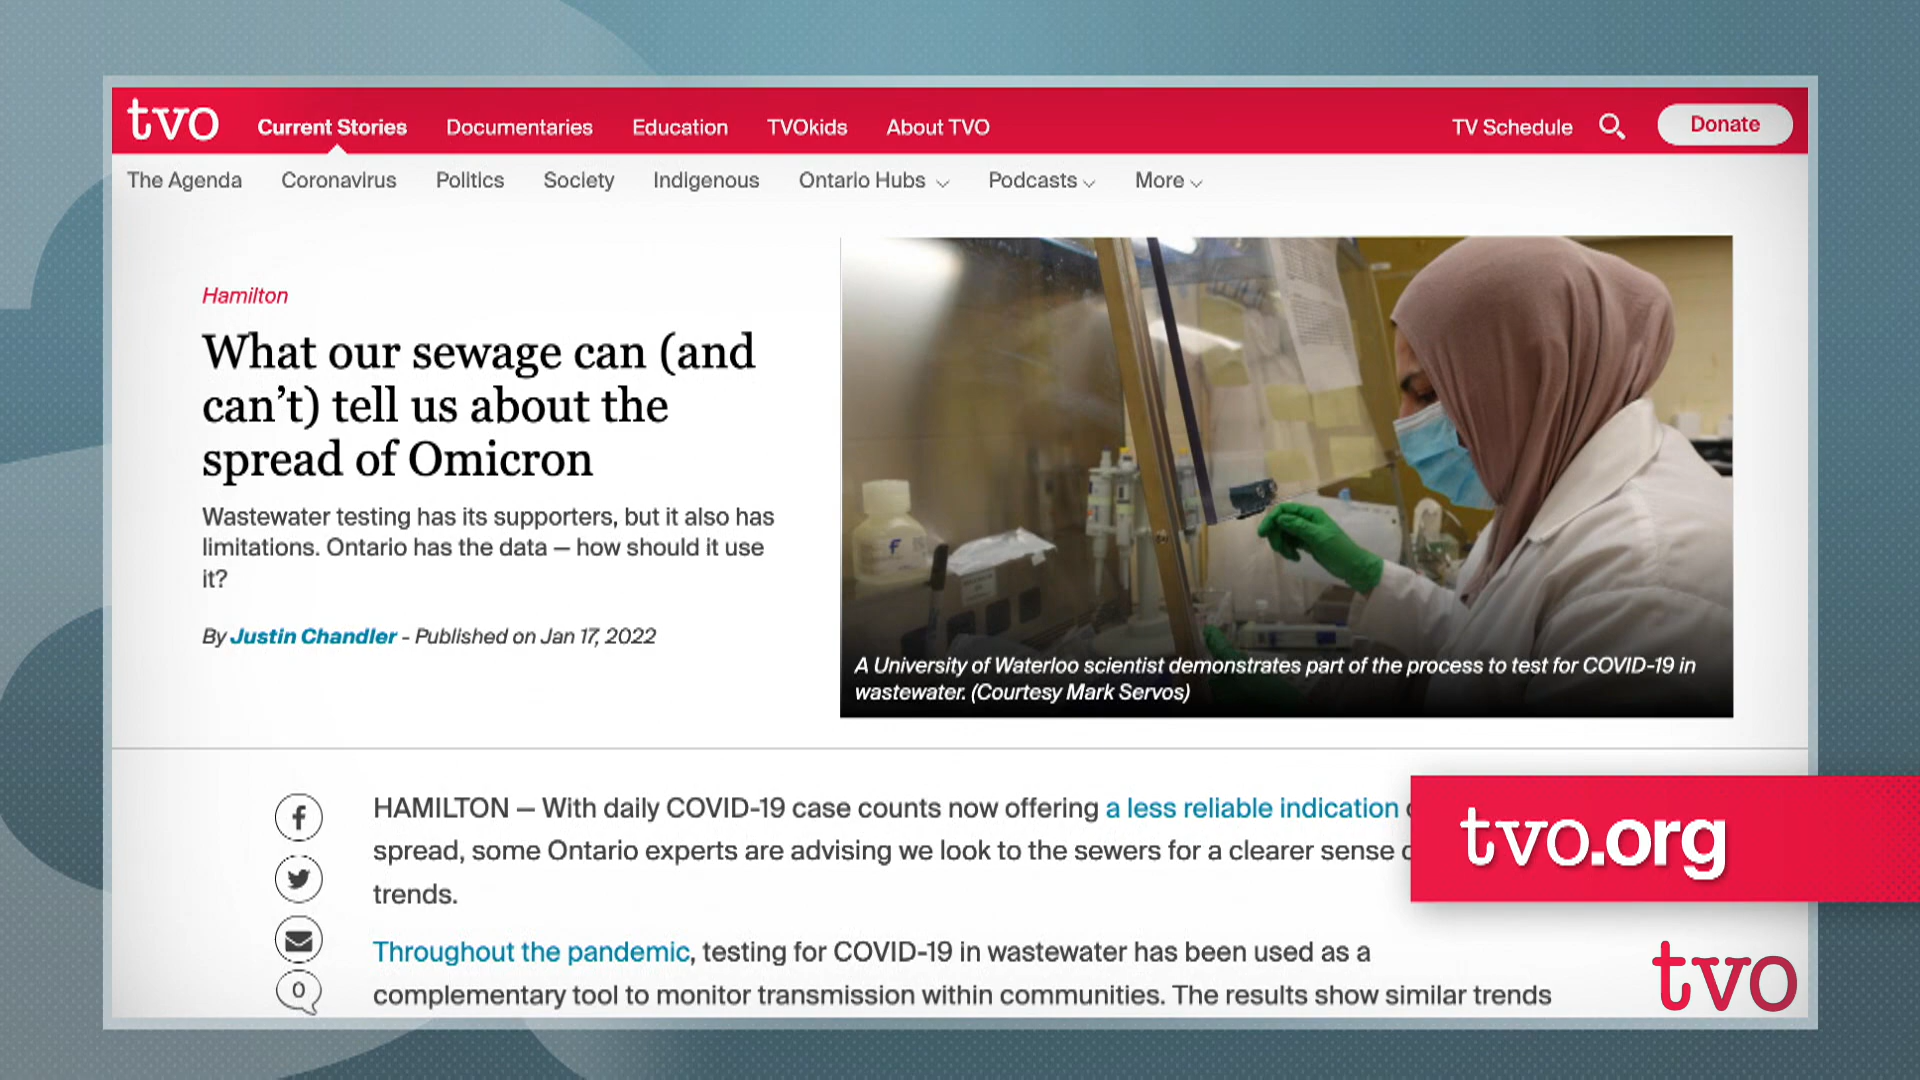 tvo
Current Stories
Documentaries
Education
TVOkids
About TVO
TV Schedule
Donate
The Agenda
Coronavirus
Politics
Society
Indigenous
Ontario Hubs
Podcasts
More
Hamilton
What our sewage can (and
can't) tell us about the
spread of Omicron
Wastewater testing has its supporters, but it also has
limitations. Ontario has the data — how should it use
it?
By Justin Chandler - Published on Jan 17, 2022
A University of Waterloo scientist demonstrates part of the process to test for COVID-19 in
wastewater. (Courtesy Mark Servos)
HAMILTON — With daily COVID-19 case counts now offering a less reliable indication
spread, some Ontario experts are advising we look to the sewers for a clearer sense
trends.
Throughout the pandemic, testing for COVID-19 in wastewater has been used as a
complementary tool to monitor transmission within communities. The results show similar trends
0
tvo.org
tvo